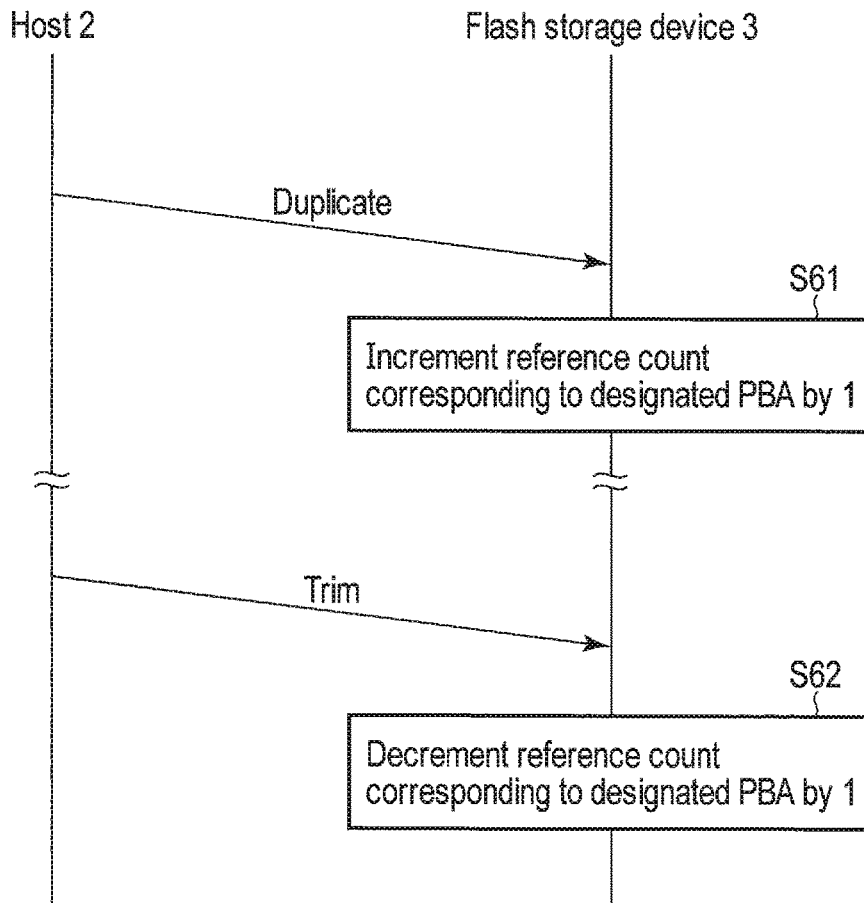 Host 2
Flash storage device 3
Duplicate
S61
Increment reference count
corresponding to designated PBA by 1
Trim
S62
Decrement reference count
corresponding to designated PBA by 1